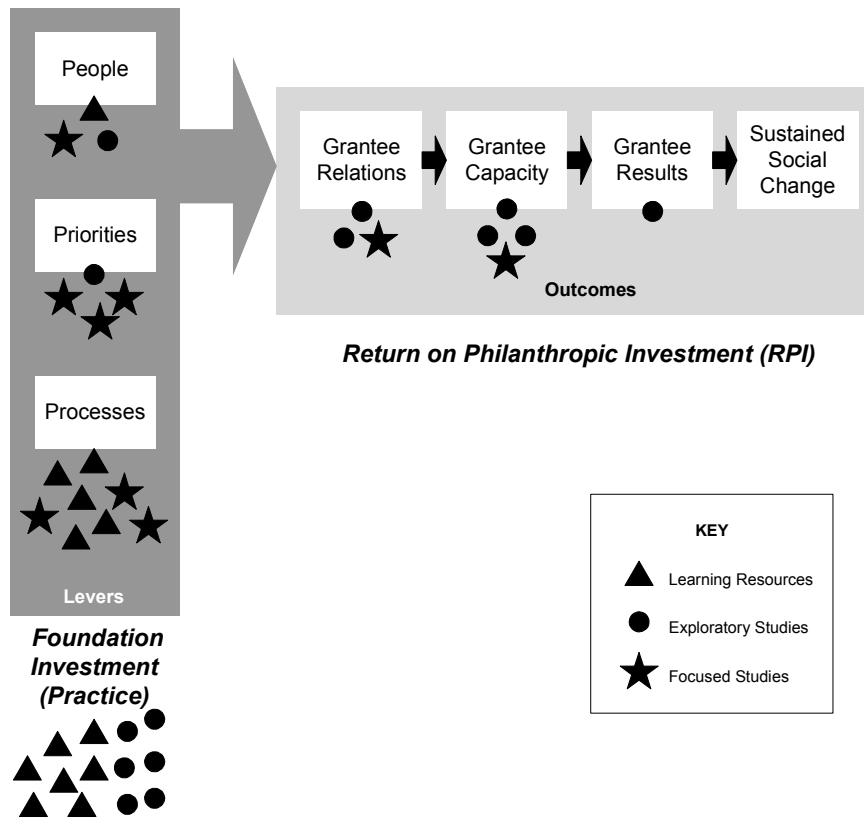 People
Priorities
Processes
Levers
Foundation
Investment
(Practice)
Grantee
Relations
Grantee
Capacity
Grantee
Results
Sustained
Social
Change
Outcomes
Return on Philanthropic Investment (RPI)
KEY
Learning Resources
Exploratory Studies
Focused Studies